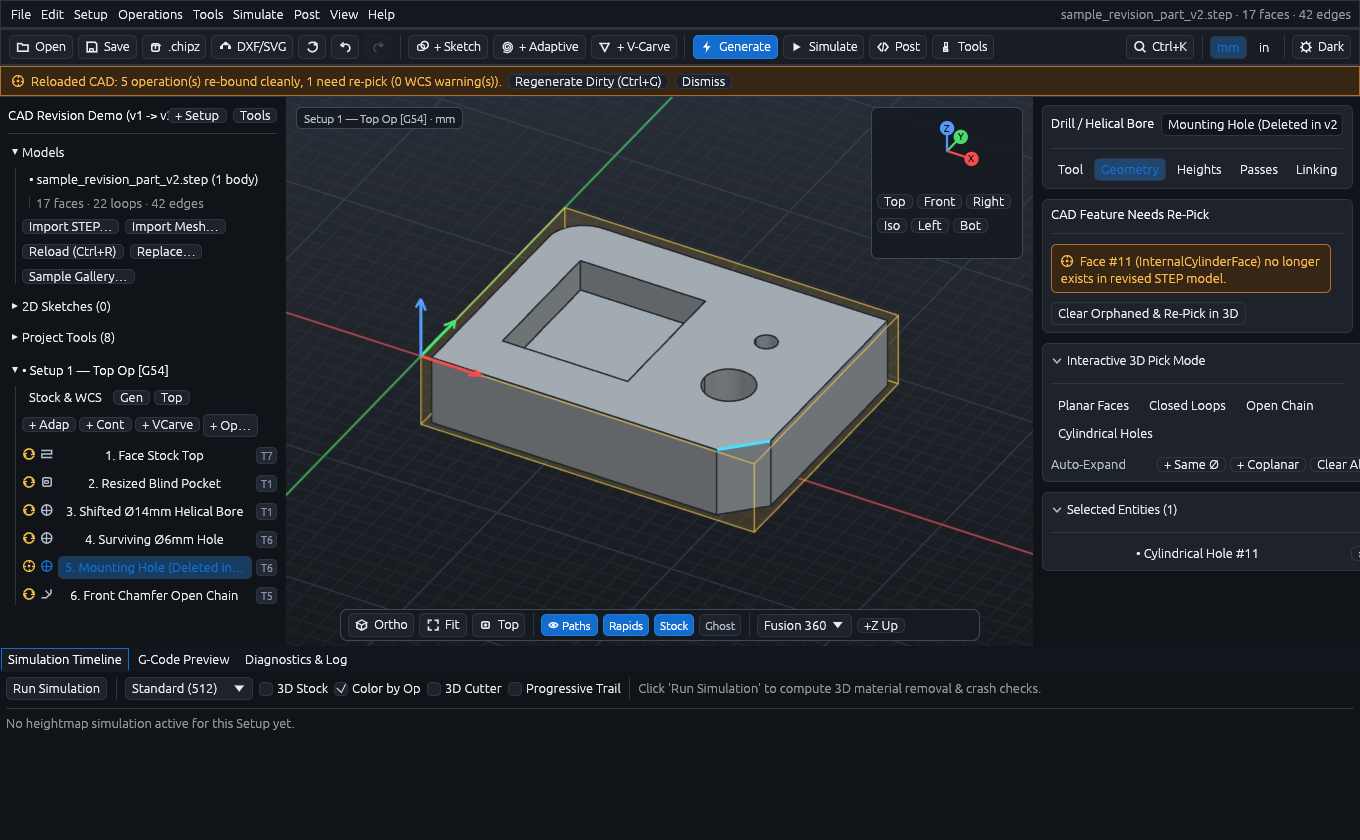 File Edit Setup Operations Tools Simulate Post View Help
sample_revision_part_v2.step · 17 faces · 42 edges
Open Save .chipz DXF/SVG + Sketch + Adaptive + V-Carve Generate Simulate Post Tools Ctrl+K mm in Dark
Reloaded CAD: 5 operation(s) re-bound cleanly, 1 need re-pick (0 WCS warning(s)). Regenerate Dirty (Ctrl+G) Dismiss
CAD Revision Demo (v1 -> v + Setup Tools
Models
• sample_revision_part_v2.step (1 body)
17 faces · 22 loops · 42 edges
Import STEP… Import Mesh…
Reload (Ctrl+R) Replace…
Sample Gallery…
2D Sketches (0)
Project Tools (8)
• Setup 1 — Top Op [G54]
Stock & WCS Gen Top
+ Adap + Cont + VCarve + Op…
1. Face Stock Top T7
2. Resized Blind Pocket T1
3. Shifted Ø14mm Helical Bore T1
4. Surviving Ø6mm Hole T6
5. Mounting Hole (Deleted in… T6
6. Front Chamfer Open Chain T5
Setup 1 — Top Op [G54] · mm
Z
Y
X
Top Front Right
Iso Left Bot
Ortho Fit Top Paths Rapids Stock Ghost Fusion 360 +Z Up
Drill / Helical Bore Mounting Hole (Deleted in v2
Tool Geometry Heights Passes Linking
CAD Feature Needs Re-Pick
Face #11 (InternalCylinderFace) no longer
exists in revised STEP model.
Clear Orphaned & Re-Pick in 3D
Interactive 3D Pick Mode
Planar Faces Closed Loops Open Chain
Cylindrical Holes
Auto-Expand + Same Ø + Coplanar Clear Al
Selected Entities (1)
• Cylindrical Hole #11
Simulation Timeline G-Code Preview Diagnostics & Log
Run Simulation Standard (512) 3D Stock Color by Op 3D Cutter Progressive Trail Click 'Run Simulation' to compute 3D material removal & crash checks.
No heightmap simulation active for this Setup yet.